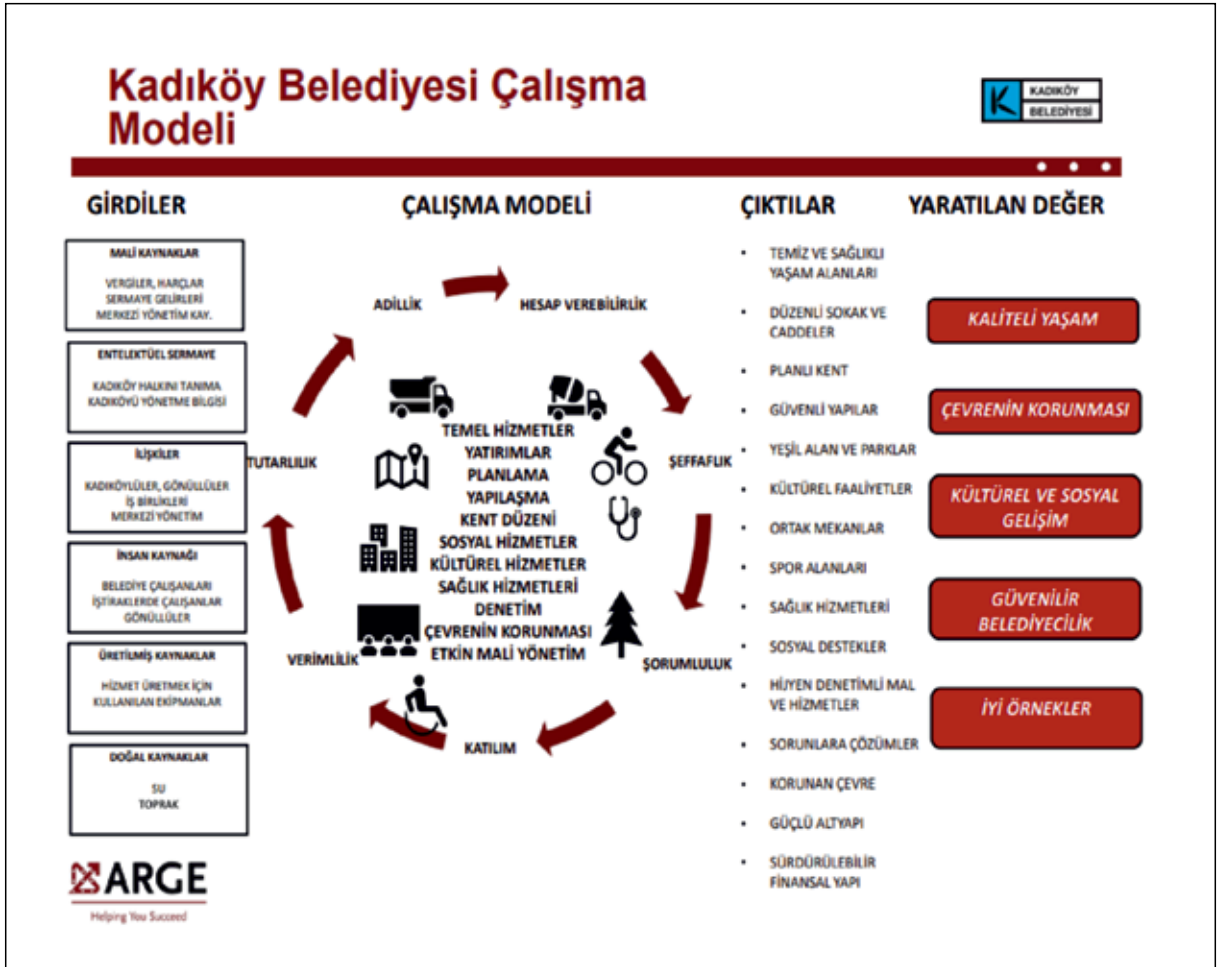 Kadıköy Belediyesi Çalışma
Modeli
KADIKÖY
BELEDİYESİ
GİRDİLER
MALİ KAYNAKLAR
VERGİLER, HARÇLAR
SERMAYE GELİRLERİ
MERKEZİ YÖNETİM KAY.
ENTELEKTÜEL SERMAYE
KADIKÖY HALKINI TANIMA
KADIKÖYÜ YÖNETME BİLGİSİ
İLİŞKİLER
KADIKÖYLÜLER, GÖNÜLLÜLER
İŞ BİRLİKLERİ
MERKEZİ YÖNETİM
İNSAN KAYNAĞI
BELEDİYE ÇALIŞANLARI
İŞTİRAKLERDE ÇALIŞANLAR
GÖNÜLLÜLER
ÜRETİLMİŞ KAYNAKLAR
HİZMET ÜRETMEK İÇİN
KULLANILAN EKİPMANLAR
DOĞAL KAYNAKLAR
SU
TOPRAK
ÇALIŞMA MODELİ
ADİLLİK
HESAP VEREBİLİRLİK
ŞEFFAFLIK
ŞORUMLULUK
KATILIM
VERİMLİLİK
TUTARLILIK
TEMEL HİZMETLER
YATIRIMLAR
PLANLAMA
YAPILAŞMA
KENT DÜZENİ
SOSYAL HİZMETLER
KÜLTÜREL HİZMETLER
SAĞLIK HİZMETLERİ
DENETİM
ÇEVRENİN KORUNMASI
ETKİN MALİ YÖNETİM
ÇIKTILAR
• TEMİZ VE SAĞLIKLI
YAŞAM ALANLARI
• DÜZENLİ SOKAK VE
CADDELER
• PLANLI KENT
• GÜVENLİ YAPILAR
• YEŞİL ALAN VE PARKLAR
• KÜLTÜREL FAALİYETLER
• ORTAK MEKANLAR
• SPOR ALANLARI
• SAĞLIK HİZMETLERİ
• SOSYAL DESTEKLER
• HİJYEN DENETİMLİ MAL
VE HİZMETLER
• SORUNLARA ÇÖZÜMLER
• KORUNAN ÇEVRE
• GÜÇLÜ ALTYAPI
• SÜRDÜRÜLEBİLİR
FİNANSAL YAPI
YARATILAN DEĞER
KALİTELİ YAŞAM
ÇEVRENİN KORUNMASI
KÜLTÜREL VE SOSYAL
GELİŞİM
GÜVENİLİR
BELEDİYECİLİK
İYİ ÖRNEKLER
ARGE
Helping You Succeed